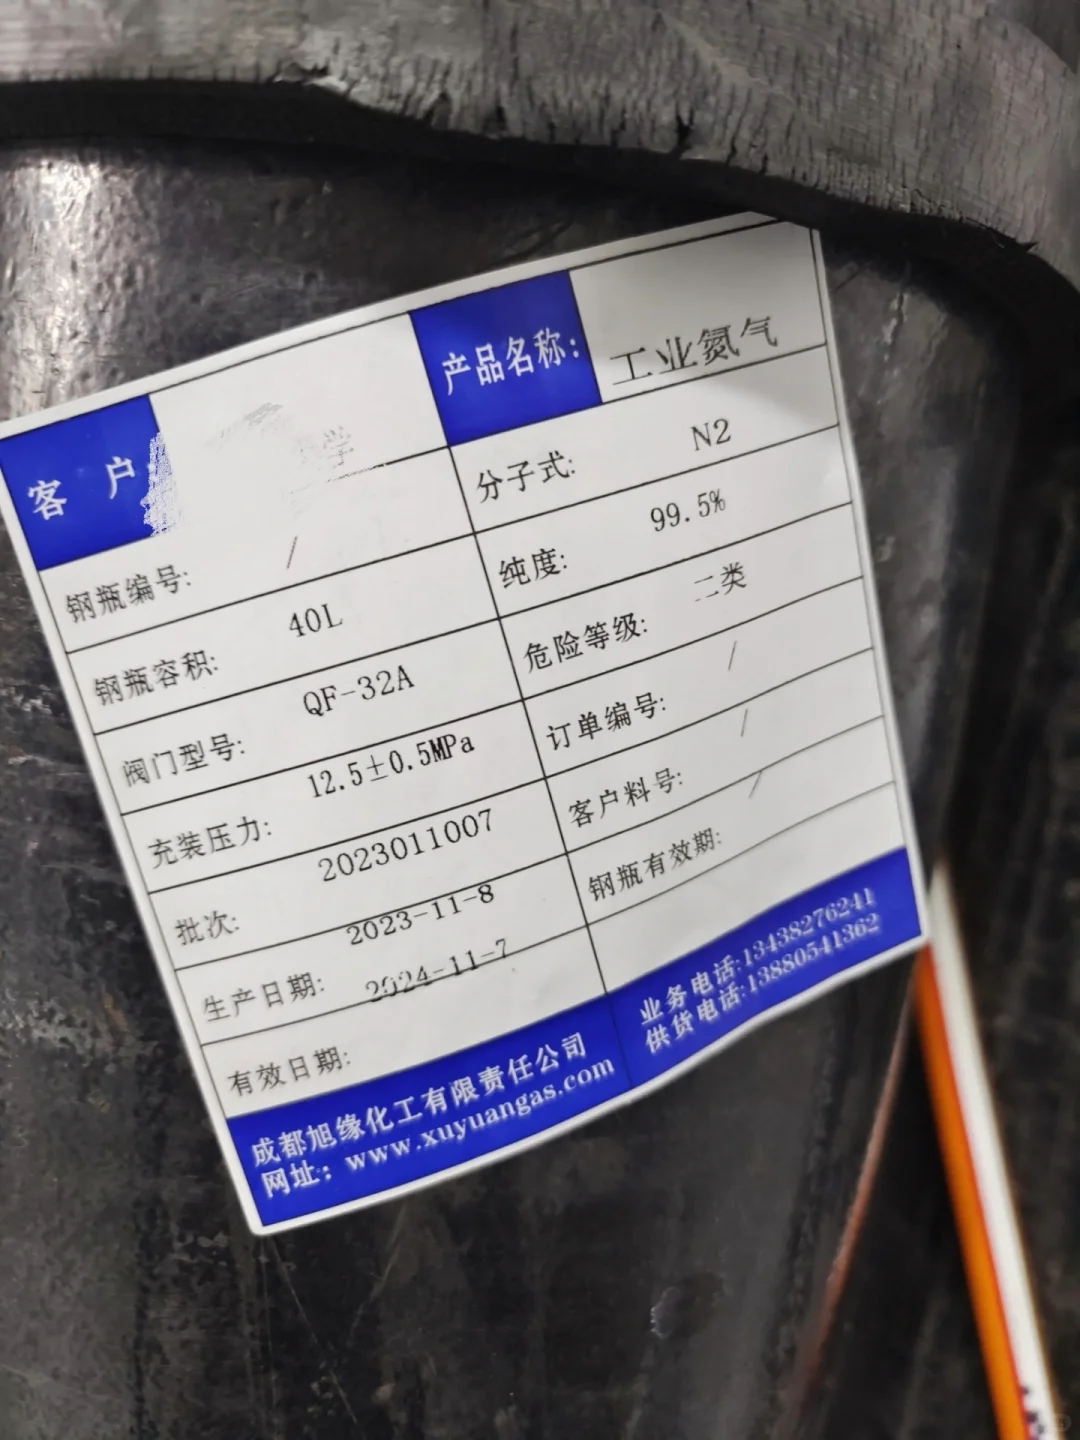 客 户 学
产品名称: 工业氮气
钢瓶编号: /
分子式: N2
钢瓶容积: 40L
纯度: 99.5%
阀门型号: QF-32A
危险等级: 二类
充装压力: 12.5±0.5MPa
订单编号: /
批次: 2023011007
客户料号: /
生产日期: 2023-11-8
钢瓶有效期: /
有效日期: 2024-11-7
成都旭缘化工有限责任公司
网址: www.xuyuangas.com
业务电话:13438276241
供货电话:13880541362